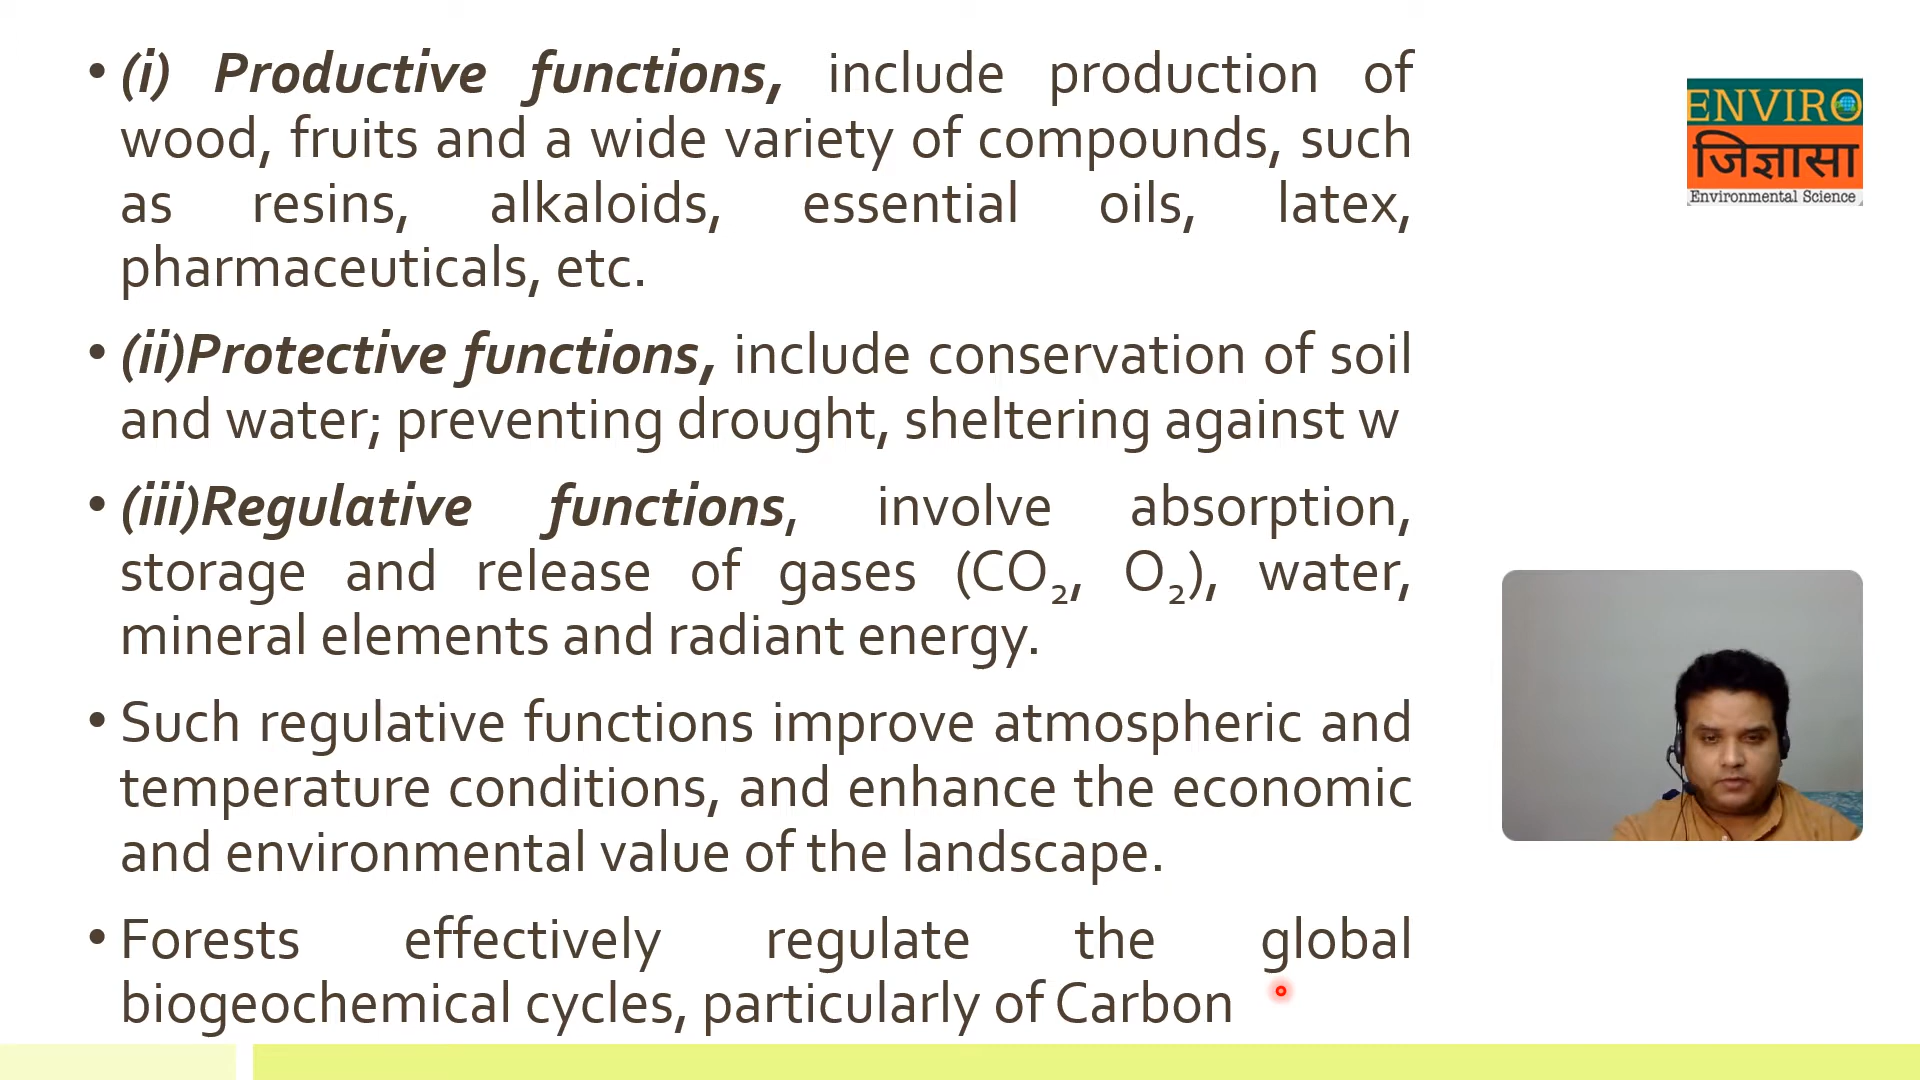 • (i) Productive functions, include production of
wood, fruits and a wide variety of compounds, such
as resins, alkaloids, essential oils, latex,
pharmaceuticals, etc.
• (ii)Protective functions, include conservation of soil
and water; preventing drought, sheltering against w
• (iii)Regulative functions, involve absorption,
storage and release of gases (CO₂, O₂), water,
mineral elements and radiant energy.
• Such regulative functions improve atmospheric and
temperature conditions, and enhance the economic
and environmental value of the landscape.
• Forests effectively regulate the global
biogeochemical cycles, particularly of Carbon
ENVIRO
जिज्ञासा
Environmental Science